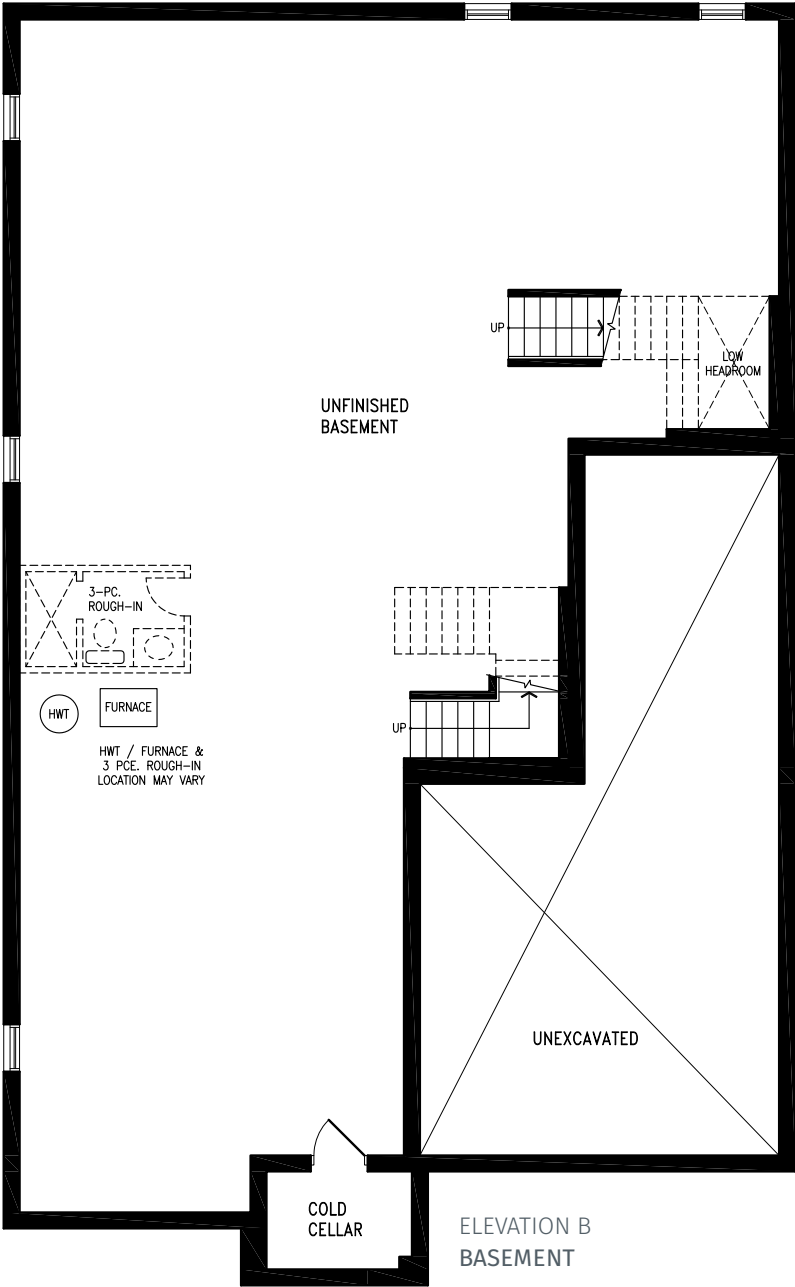 UP
LOW
HEADROOM
UNFINISHED
BASEMENT
3-PC.
ROUGH-IN
HWT
FURNACE
UP
HWT / FURNACE &
3 PCE. ROUGH-IN
LOCATION MAY VARY
UNEXCAVATED
COLD
CELLAR
ELEVATION B
BASEMENT